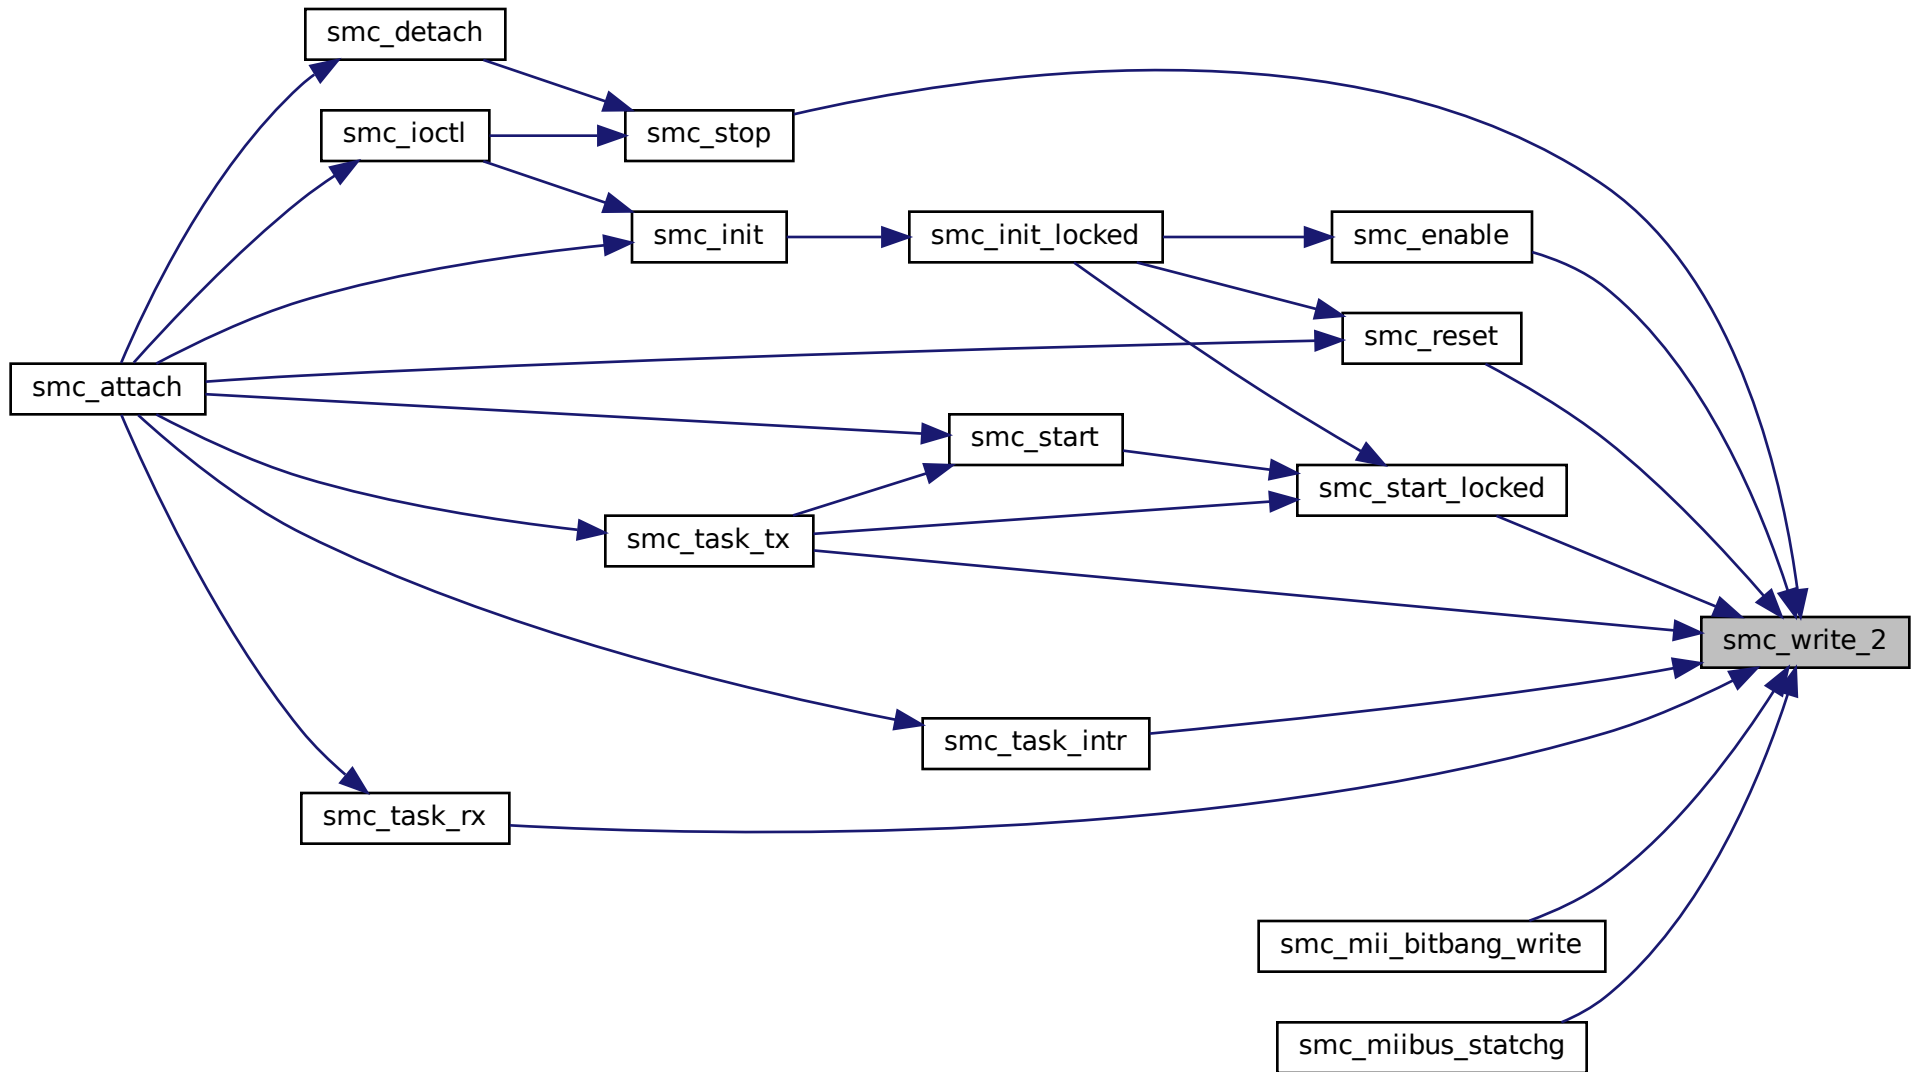 smc_detach
smc_ioctl
smc_stop
smc_init
smc_init_locked
smc_enable
smc_reset
smc_attach
smc_start
smc_start_locked
smc_task_tx
smc_write_2
smc_task_intr
smc_task_rx
smc_mii_bitbang_write
smc_miibus_statchg